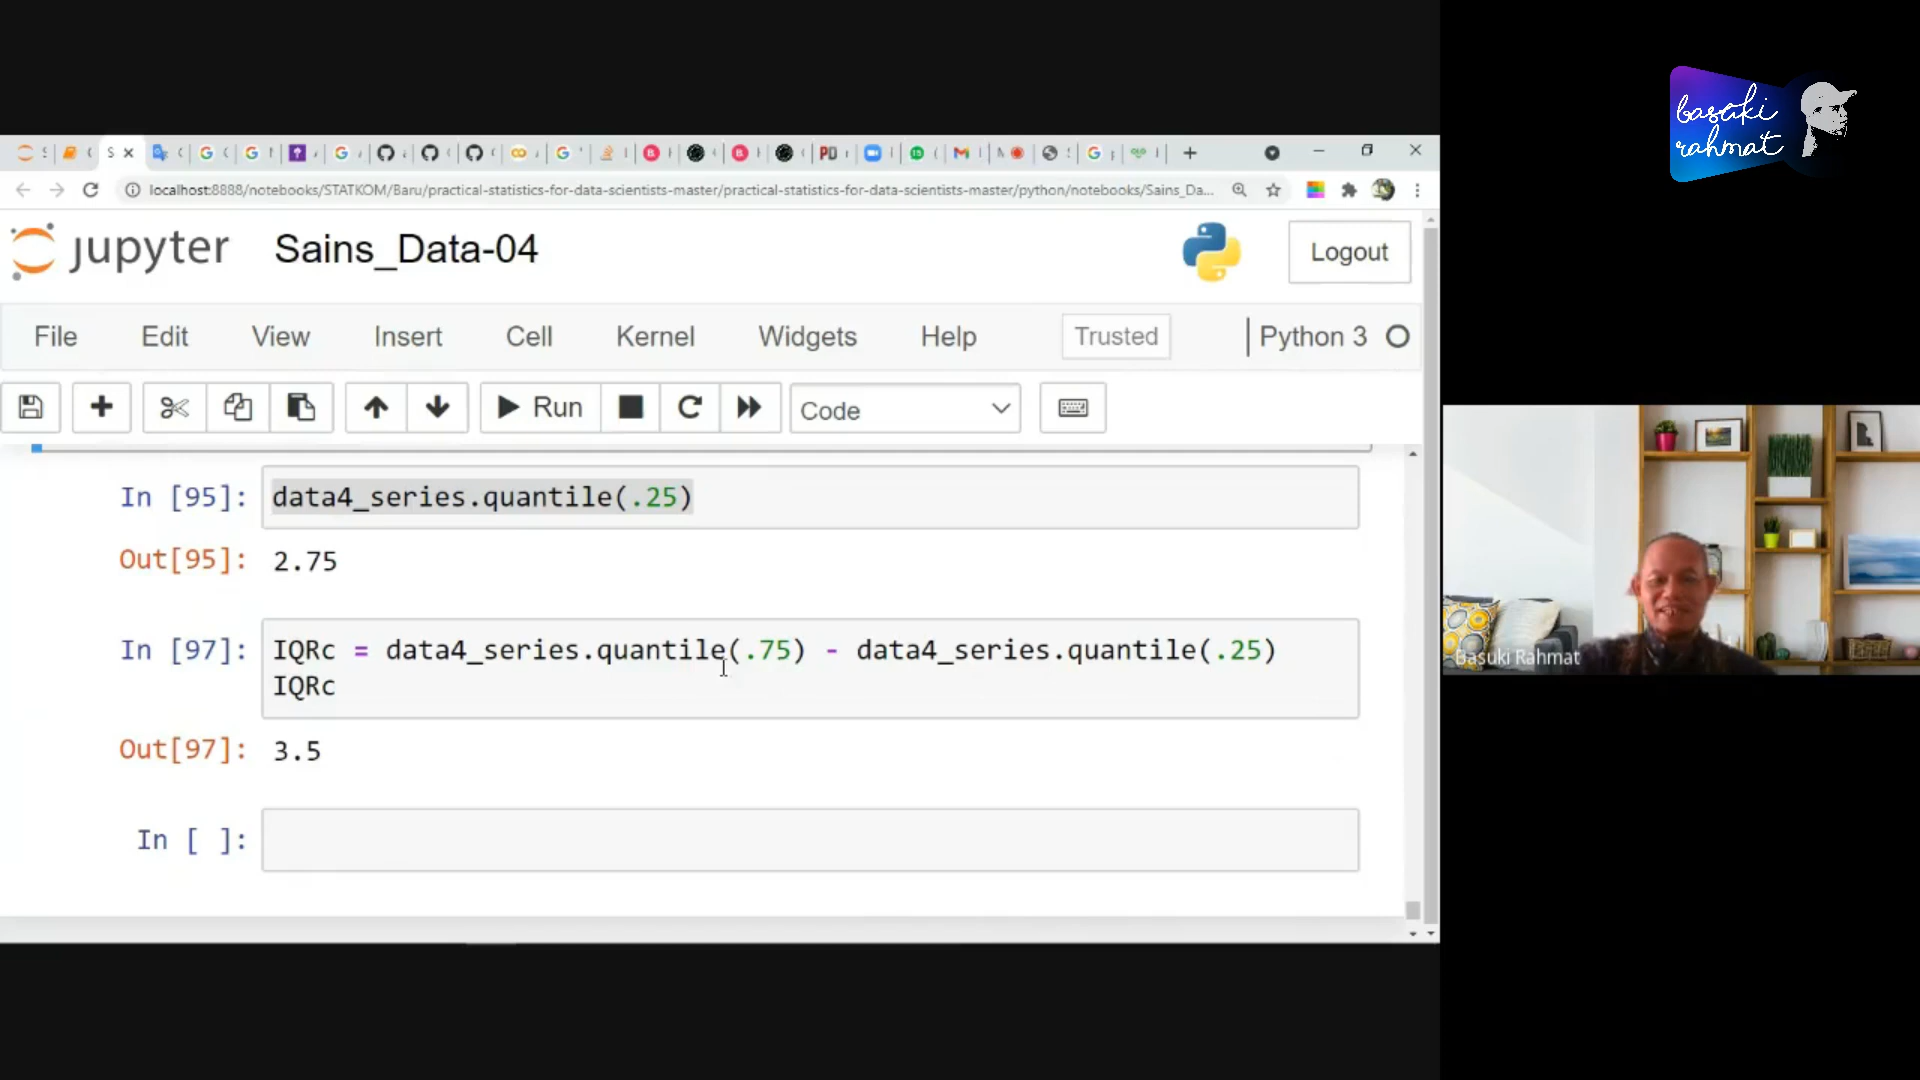 basuki
rahmat
localhost:8888/notebooks/STATKOM/Baru/practical-statistics-for-data-scientists-master/practical-statistics-for-data-scientists-master/python/notebooks/Sains_Da...
jupyter Sains_Data-04
Logout
File Edit View Insert Cell Kernel Widgets Help Trusted Python 3
Run Code
In [95]: data4_series.quantile(.25)
Out[95]: 2.75
In [97]: IQRc = data4_series.quantile(.75) - data4_series.quantile(.25)
IQRc
Out[97]: 3.5
In [ ]:
Basuki Rahmat